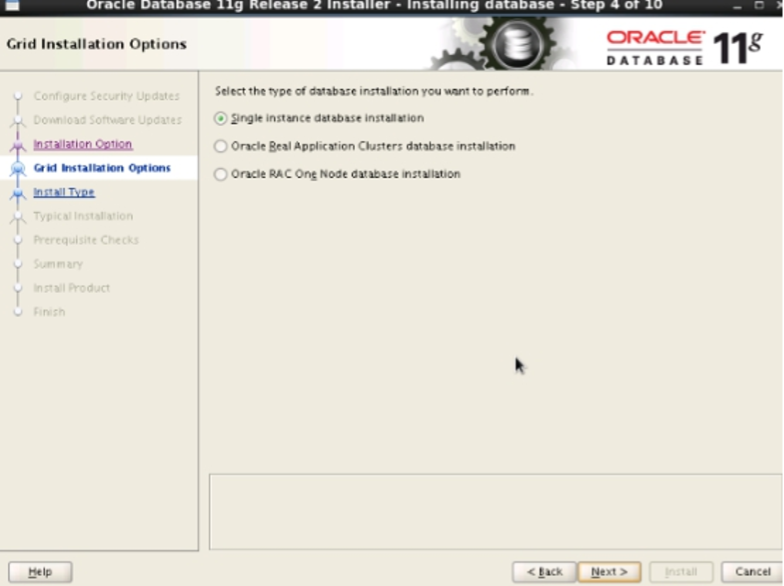 Oracle Database 11g Release 2 Installer - Installing database - Step 4 of 10
Grid Installation Options
ORACLE
DATABASE
11g
Configure Security Updates
Download Software Updates
Installation Option
Grid Installation Options
Install Type
Typical Installation
Prerequisite Checks
Summary
Install Product
Finish
Select the type of database installation you want to perform.
Single instance database installation
Oracle Real Application Clusters database installation
Oracle RAC One Node database installation
Help
< Back
Next >
Install
Cancel